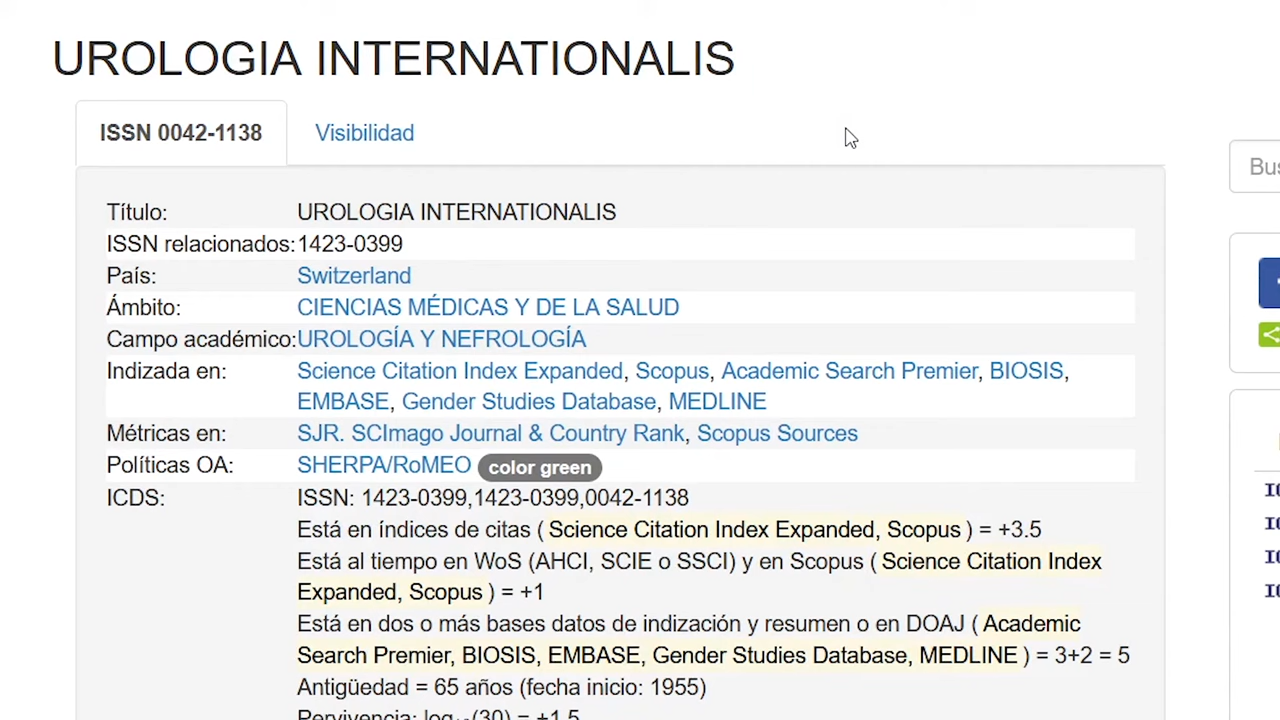 UROLOGIA INTERNATIONALIS
ISSN 0042-1138 Visibilidad
Título: UROLOGIA INTERNATIONALIS
ISSN relacionados: 1423-0399
País: Switzerland
Ámbito: CIENCIAS MÉDICAS Y DE LA SALUD
Campo académico: UROLOGÍA Y NEFROLOGÍA
Indizada en: Science Citation Index Expanded, Scopus, Academic Search Premier, BIOSIS,
EMBASE, Gender Studies Database, MEDLINE
Métricas en: SJR. SCImago Journal & Country Rank, Scopus Sources
Políticas OA: SHERPA/RoMEO color green
ICDS: ISSN: 1423-0399,1423-0399,0042-1138
Está en índices de citas ( Science Citation Index Expanded, Scopus ) = +3.5
Está al tiempo en WoS (AHCI, SCIE o SSCI) y en Scopus ( Science Citation Index
Expanded, Scopus ) = +1
Está en dos o más bases datos de indización y resumen o en DOAJ ( Academic
Search Premier, BIOSIS, EMBASE, Gender Studies Database, MEDLINE ) = 3+2 = 5
Antigüedad = 65 años (fecha inicio: 1955)
Pervivencia: (30) = +1.5